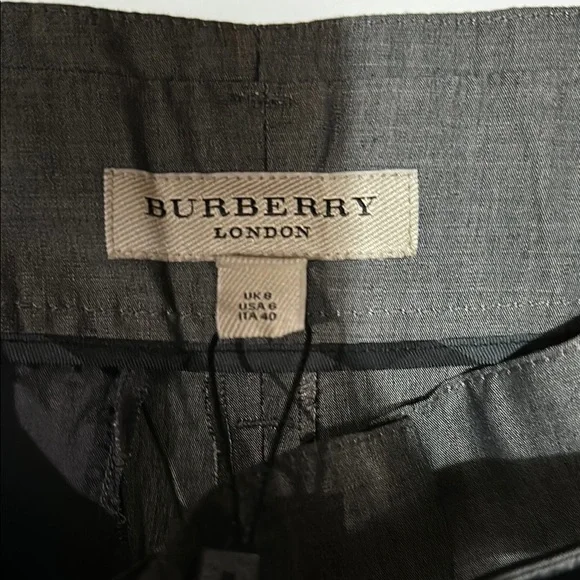 BURBERRY
LONDON
UK 8
USA 6
ITA 40